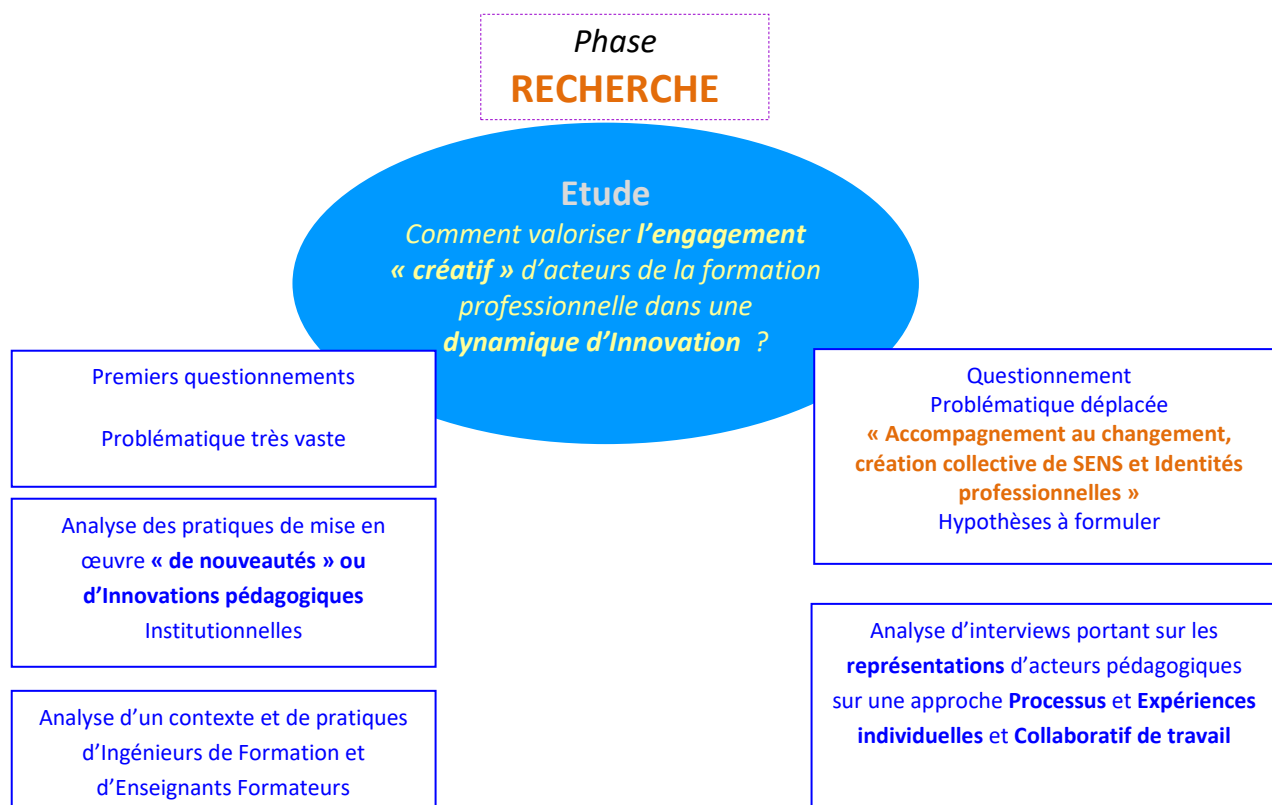 Phase
RECHERCHE
Etude
Comment valoriser l’engagement
« créatif » d’acteurs de la formation
professionnelle dans une
dynamique d’Innovation ?
Premiers questionnements
Problématique très vaste
Analyse des pratiques de mise en
œuvre « de nouveautés » ou
d’Innovations pédagogiques
Institutionnelles
Analyse d’un contexte et de pratiques
d’Ingénieurs de Formation et
d’Enseignants Formateurs
Questionnement
Problématique déplacée
« Accompagnement au changement,
création collective de SENS et Identités
professionnelles »
Hypothèses à formuler
Analyse d’interviews portant sur les
représentations d’acteurs pédagogiques
sur une approche Processus et Expériences
individuelles et Collaboratif de travail